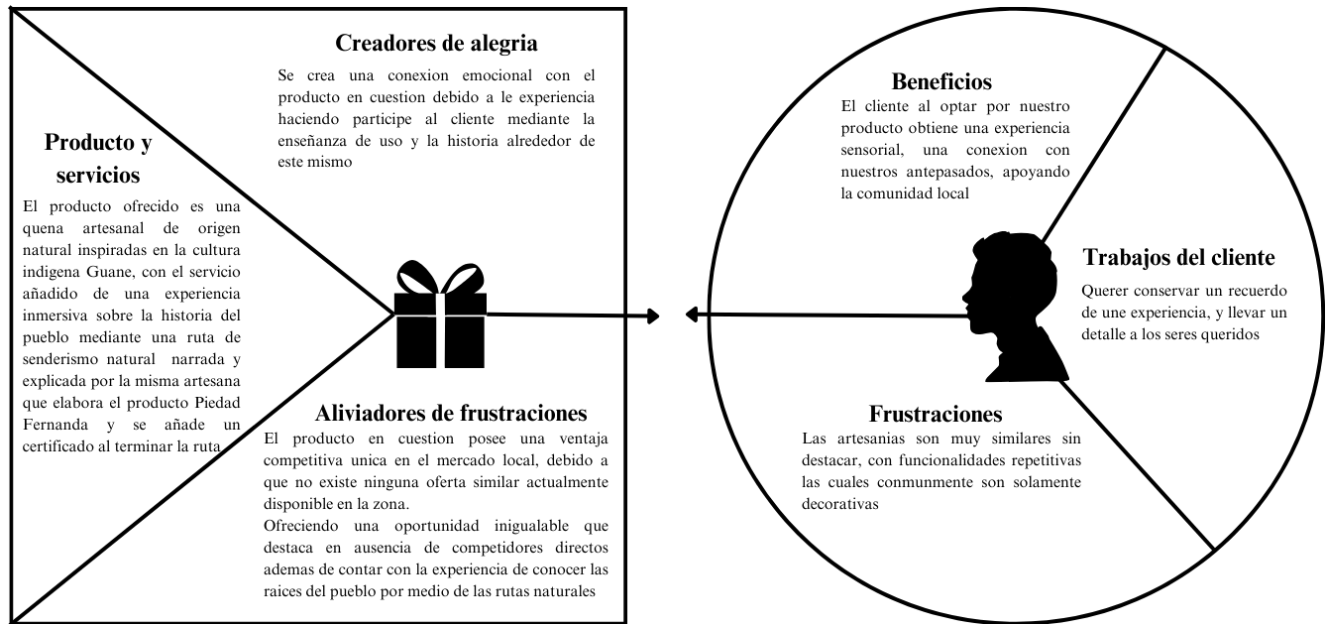 Creadores de alegria
Se crea una conexion emocional con el
producto en cuestion debido a le experiencia
haciendo participe al cliente mediante la
enseñanza de uso y la historia alrededor de
este mismo
Producto y
servicios
El producto ofrecido es una
quena artesanal de origen
natural inspiradas en la cultura
indigena Guane, con el servicio
añadido de una experiencia
inmersiva sobre la historia del
pueblo mediante una ruta de
senderismo natural narrada y
explicada por la misma artesana
que elabora el producto Piedad
Fernanda y se añade un
certificado al terminar la ruta
Aliviadores de frustraciones
El producto en cuestion posee una ventaja
competitiva unica en el mercado local, debido a
que no existe ninguna oferta similar actualmente
disponible en la zona.
Ofreciendo una oportunidad inigualable que
destaca en ausencia de competidores directos
ademas de contar con la experiencia de conocer las
raices del pueblo por medio de las rutas naturales
Beneficios
El cliente al optar por nuestro
producto obtiene una experiencia
sensorial, una conexion con
nuestros antepasados, apoyando
la comunidad local
Trabajos del cliente
Querer conservar un recuerdo
de une experiencia, y llevar un
detalle a los seres queridos
Frustraciones
Las artesanias son muy similares sin
destacar, con funcionalidades repetitivas
las cuales conmunmente son solamente
decorativas